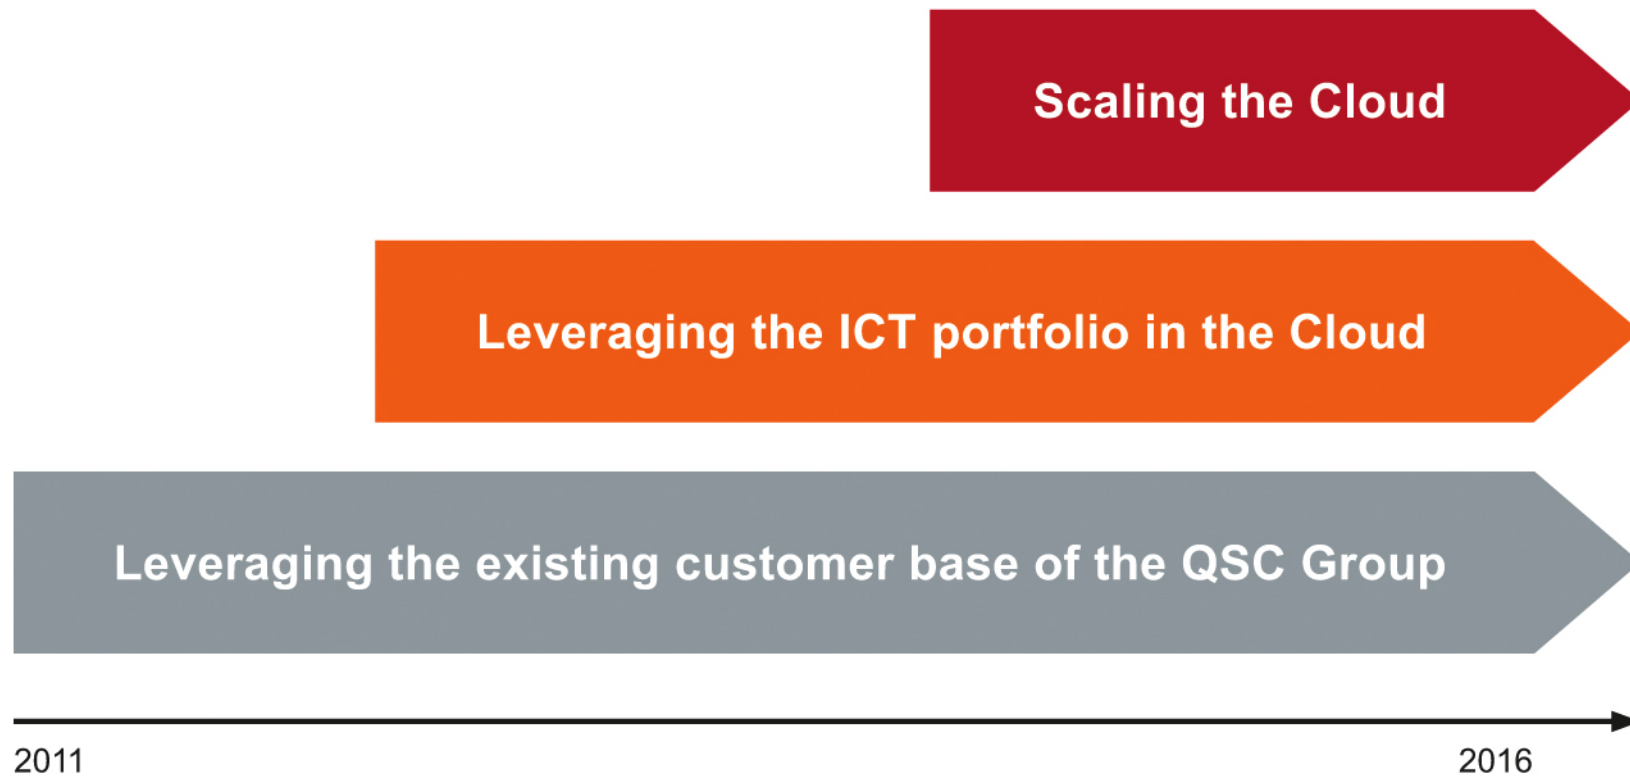 Scaling the Cloud
Leveraging the ICT portfolio in the Cloud
Leveraging the existing customer base of the QSC Group
2011
2016